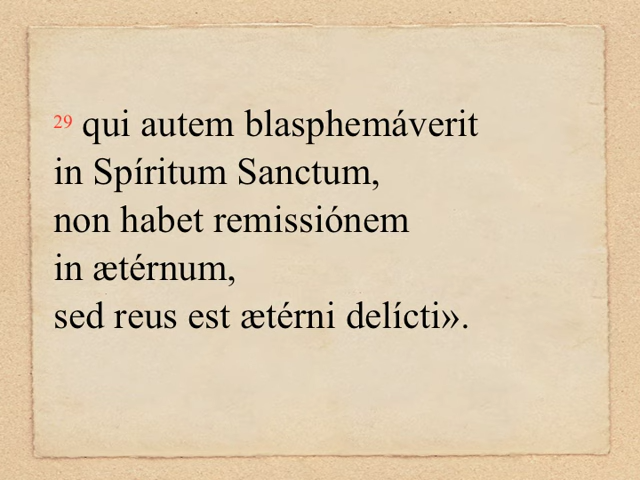 29 qui autem blasphemáverit
in Spíritum Sanctum,
non habet remissiónem
in ætérnum,
sed reus est ætérni delícti».